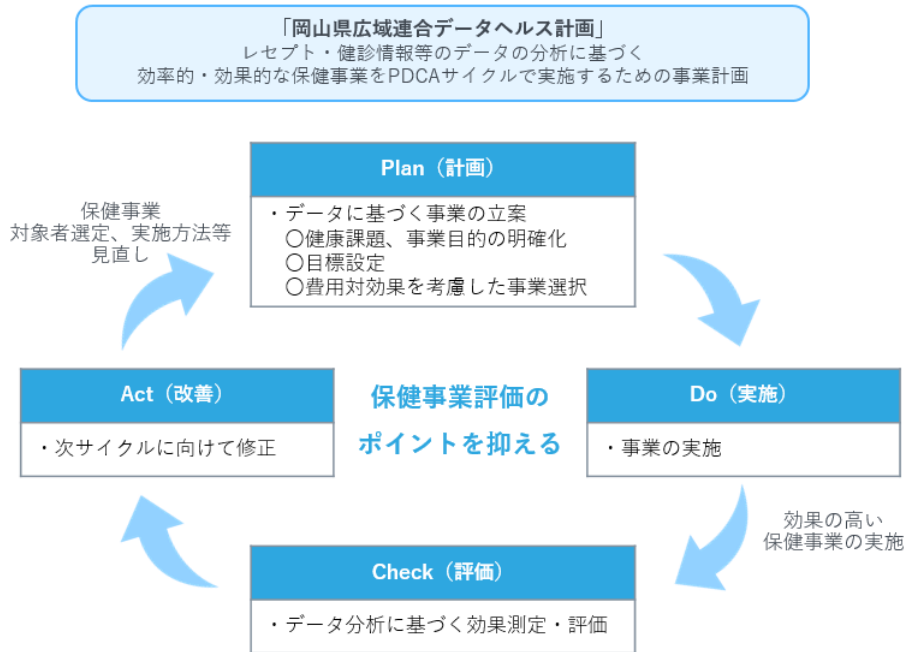 「岡山県広域連合データヘルス計画」
レセプト・健診情報等のデータの分析に基づく
効率的・効果的な保健事業をPDCAサイクルで実施するための事業計画
Plan（計画）
・データに基づく事業の立案
〇健康課題、事業目的の明確化
〇目標設定
〇費用対効果を考慮した事業選択
保健事業
対象者選定、実施方法等
見直し
Act（改善）
・次サイクルに向けて修正
保健事業評価の
ポイントを抑える
Do（実施）
・事業の実施
効果の高い
保健事業の実施
Check（評価）
・データ分析に基づく効果測定・評価